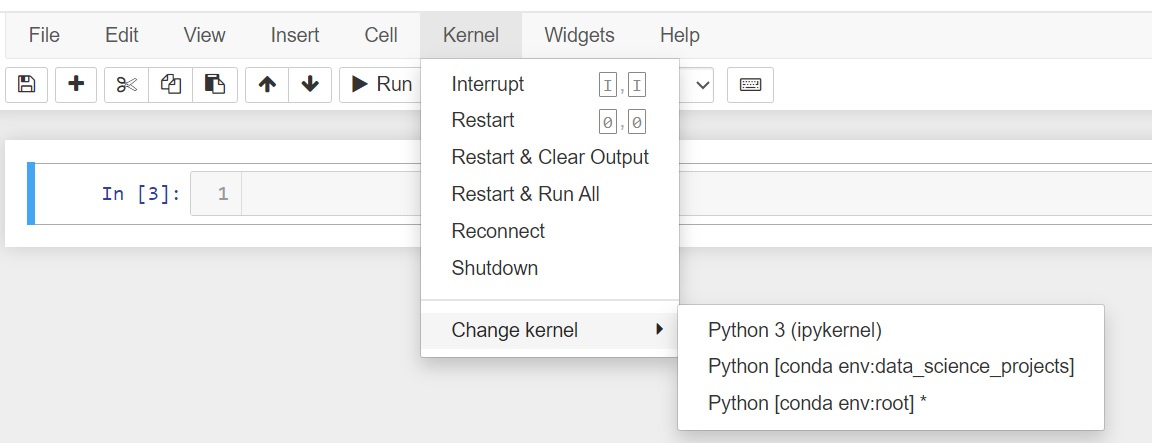 File Edit View Insert Cell Kernel Widgets Help
Run
Interrupt I,I
Restart 0,0
Restart & Clear Output
In [3]: 1
Restart & Run All
Reconnect
Shutdown
Change kernel
Python 3 (ipykernel)
Python [conda env:data_science_projects]
Python [conda env:root] *